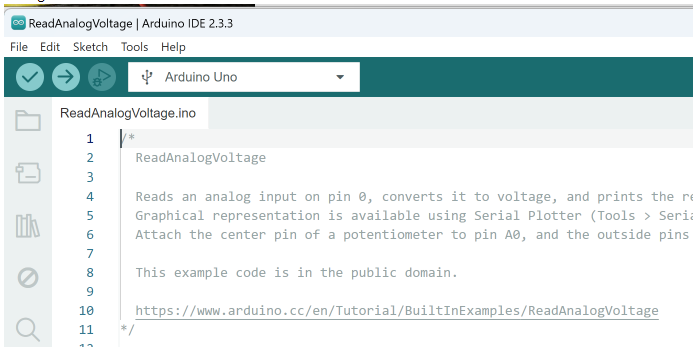 ReadAnalogVoltage | Arduino IDE 2.3.3
File Edit Sketch Tools Help
Arduino Uno
ReadAnalogVoltage.ino
1 /*
2 ReadAnalogVoltage
3
4 Reads an analog input on pin 0, converts it to voltage, and prints the
5 Graphical representation is available using Serial Plotter (Tools >
6 Attach the center pin of a potentiometer to pin A0, and the outside pins
7
8 This example code is in the public domain.
9
10 https://www.arduino.cc/en/Tutorial/BuiltInExamples/ReadAnalogVoltage
11 */